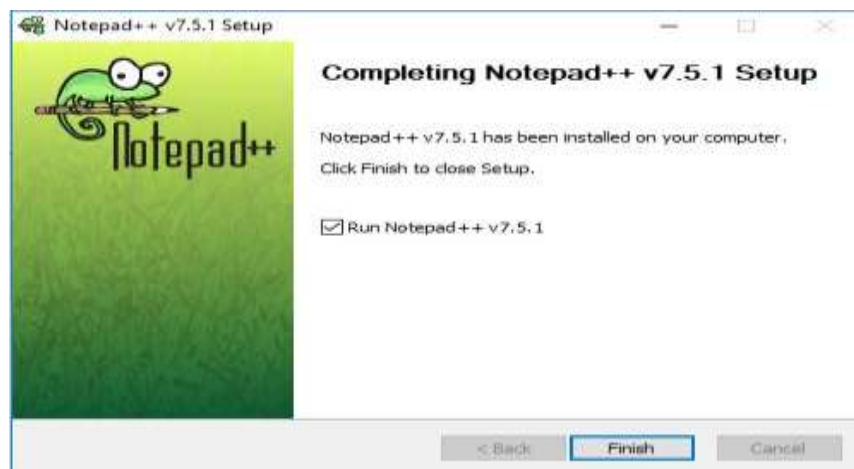 Notepad++ v7.5.1 Setup
Notepad++
Completing Notepad++ v7.5.1 Setup
Notepad++ v7.5.1 has been installed on your computer.
Click Finish to close Setup.
Run Notepad++ v7.5.1
< Back Finish Cancel